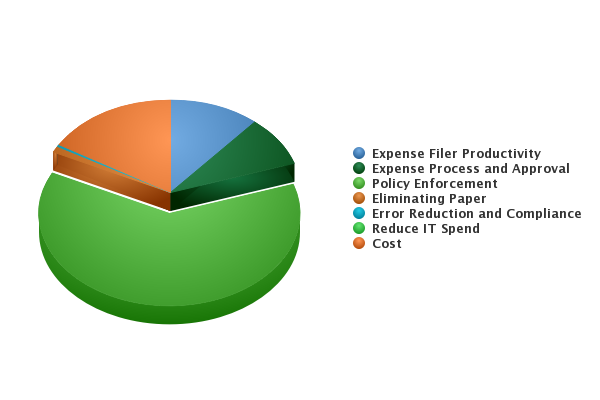 Expense Filer Productivity
Expense Process and Approval
Policy Enforcement
Eliminating Paper
Error Reduction and Compliance
Reduce IT Spend
Cost